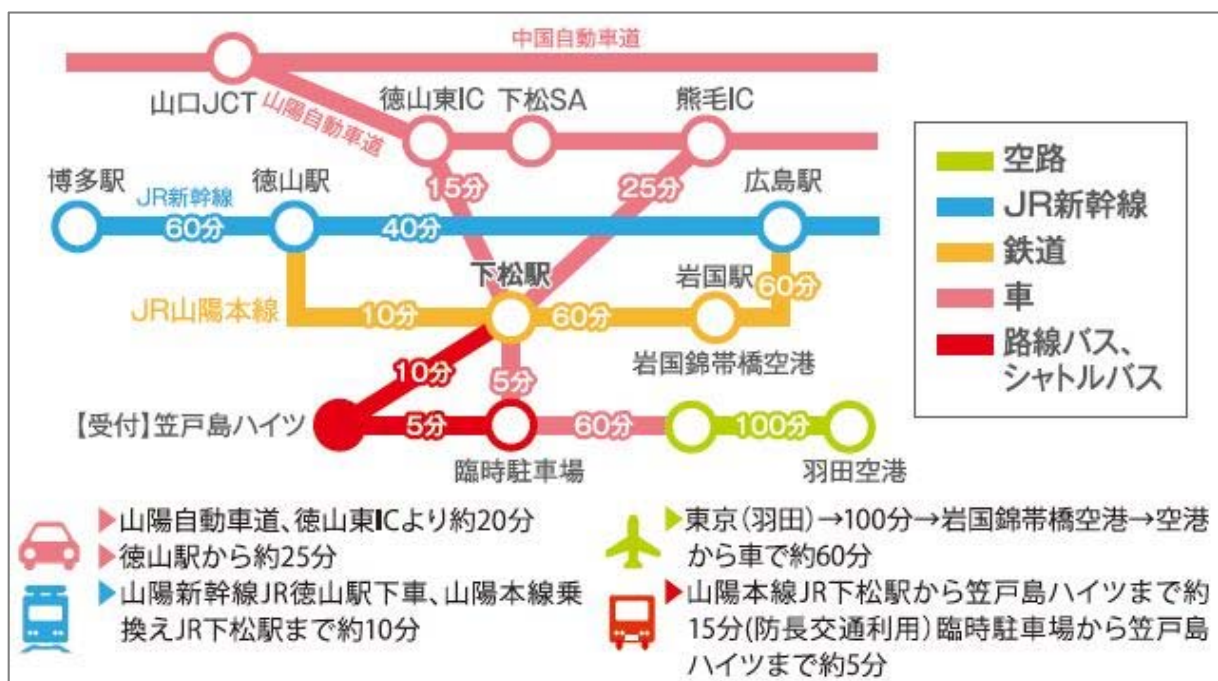 中国自動車道
山口JCT
山陽自動車道
徳山東IC
下松SA
熊毛IC
15分
25分
博多駅
JR新幹線
60分
徳山駅
40分
広島駅
下松駅
岩国駅
60分
JR山陽本線
10分
60分
岩国錦帯橋空港
10分
5分
【受付】笠戸島ハイツ
5分
60分
100分
臨時駐車場
羽田空港
空路
JR新幹線
鉄道
車
路線バス、
シャトルバス
▶山陽自動車道、徳山東ICより約20分
▶徳山駅から約25分
▶山陽新幹線JR徳山駅下車、山陽本線乗
換えJR下松駅まで約10分
▶東京(羽田)→100分→岩国錦帯橋空港→空港
から車で約60分
▶山陽本線JR下松駅から笠戸島ハイツまで約
15分(防長交通利用)臨時駐車場から笠戸島
ハイツまで約5分